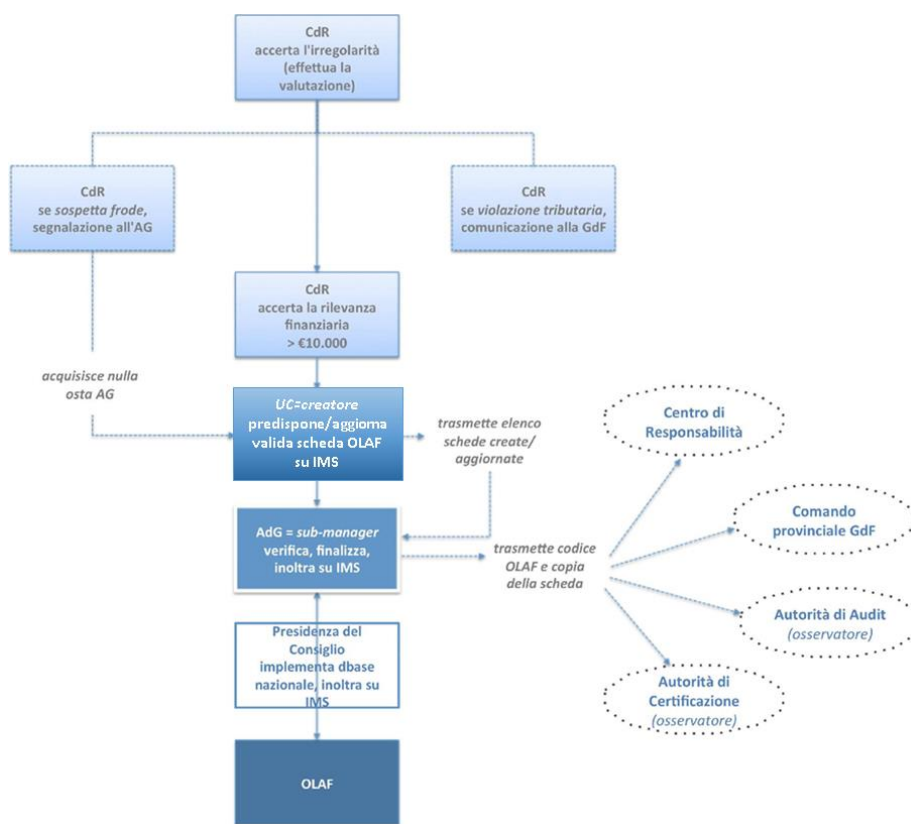 CdR
accerta l'irregolarità
(effettua la
valutazione)
CdR
se sospetta frode,
segnalazione all'AG
CdR
se violazione tributaria,
comunicazione alla GdF
CdR
accerta la rilevanza
finanziaria
> €10.000
acquisisce nulla
osta AG
UC=creatore
predispone/aggiorna
valida scheda OLAF
su IMS
trasmette elenco
schede create/
aggiornate
Centro di
Responsabilità
Comando
provinciale GdF
AdG = sub-manager
verifica, finalizza,
inoltra su IMS
trasmette codice
OLAF e copia
della scheda
Autorità di Audit
(osservatore)
Presidenza del
Consiglio
implementa dbase
nazionale, inoltra su
IMS
Autorità di
Certificazione
(osservatore)
OLAF